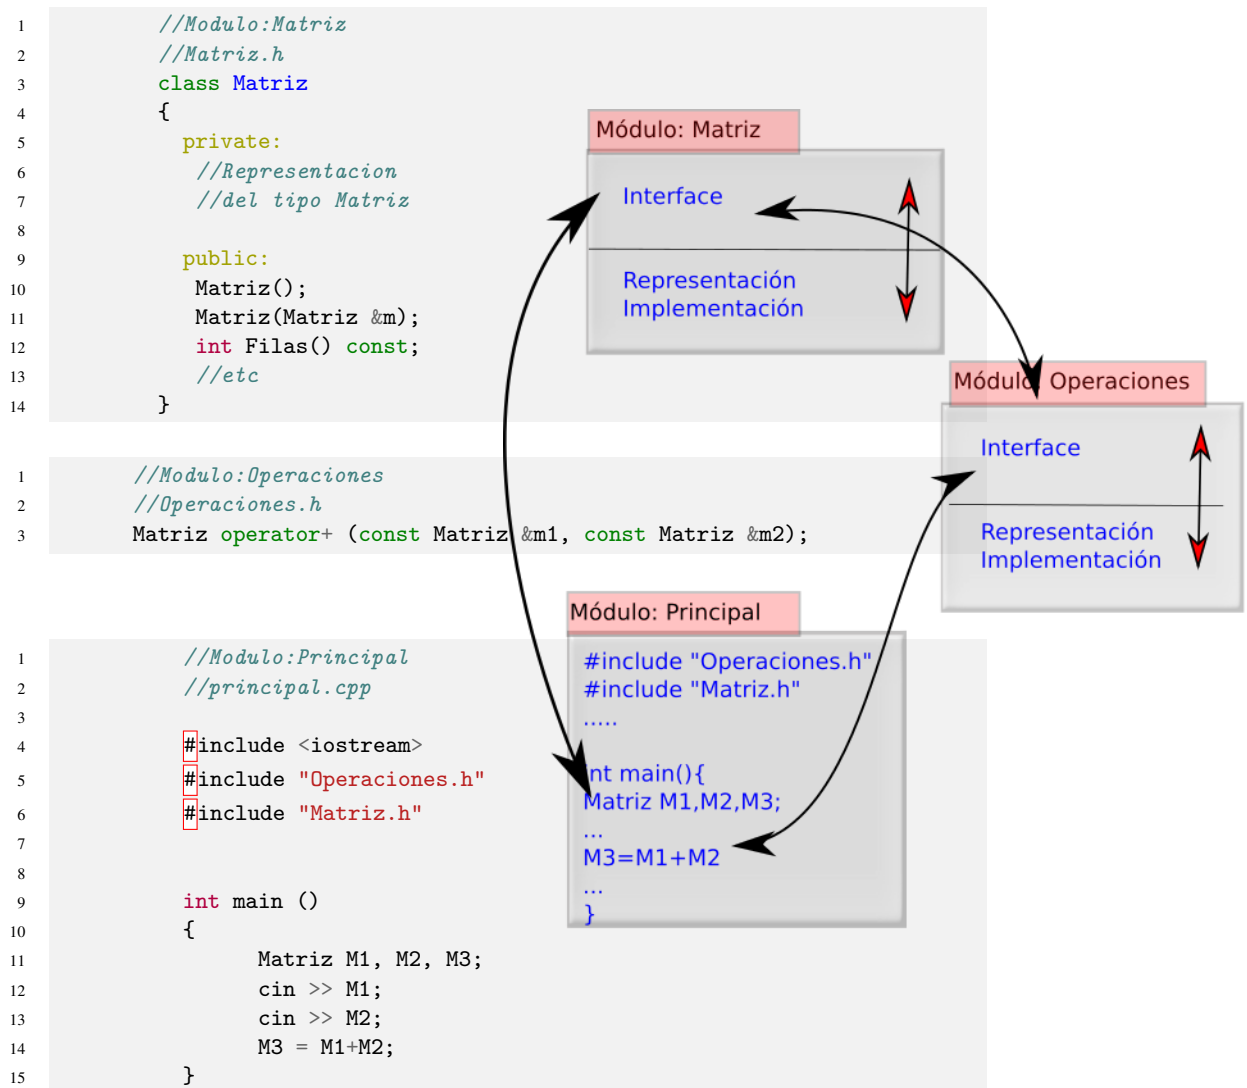 1 //Modulo:Matriz
2 //Matriz.h
3 class Matriz
4 {
5 private:
6 //Representacion
7 //del tipo Matriz
8
9 public:
10 Matriz();
11 Matriz(Matriz &m);
12 int Filas() const;
13 //etc
14 }
Módulo: Matriz
Interface
Representación
Implementación
Módulo: Operaciones
Interface
Representación
Implementación
1 //Modulo:Operaciones
2 //Operaciones.h
3 Matriz operator+ (const Matriz &m1, const Matriz &m2);
Módulo: Principal
#include "Operaciones.h"
#include "Matriz.h"
.....
int main(){
Matriz M1,M2,M3;
...
M3=M1+M2
...
}
1 //Modulo:Principal
2 //principal.cpp
3
4 #include <iostream>
5 #include "Operaciones.h"
6 #include "Matriz.h"
7
8
9 int main ()
10 {
11 Matriz M1, M2, M3;
12 cin >> M1;
13 cin >> M2;
14 M3 = M1+M2;
15 }